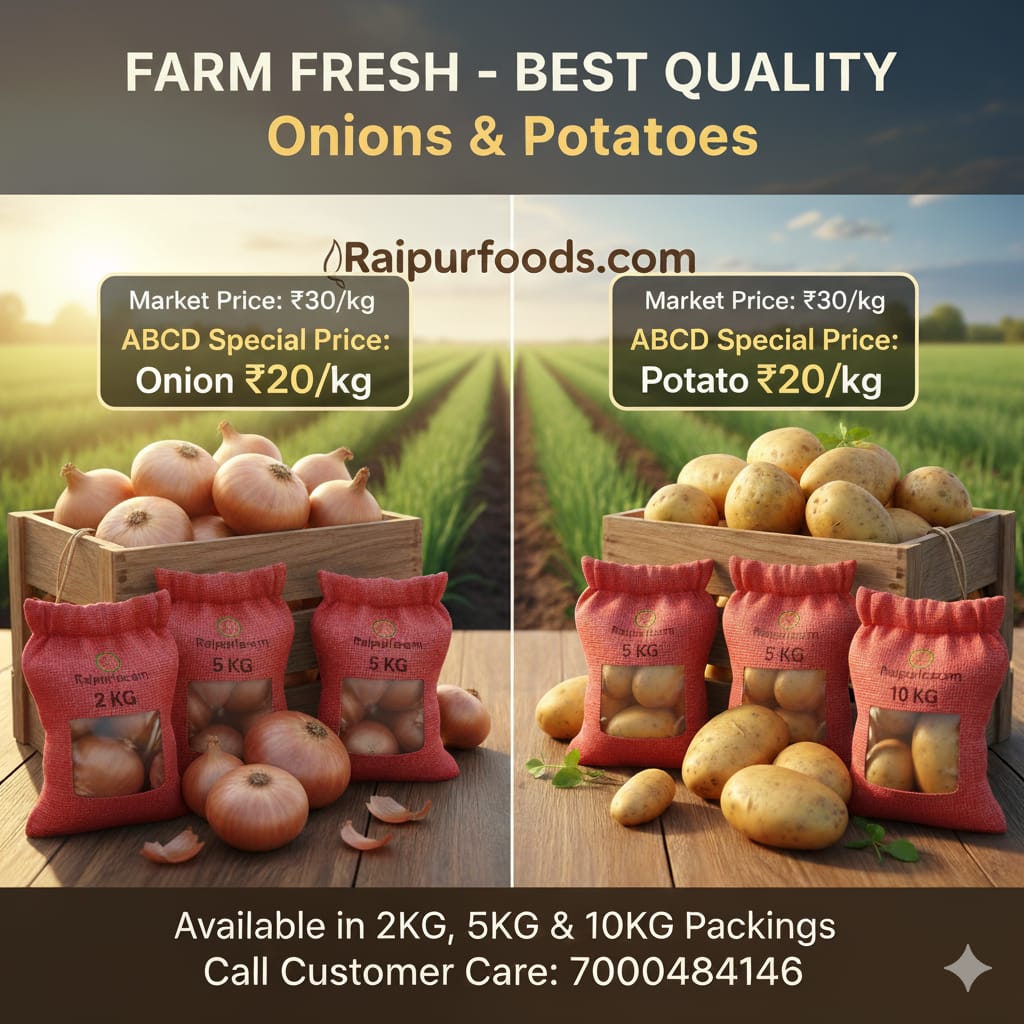 FARM FRESH - BEST QUALITY
Onions & Potatoes
Raipurfoods.com
Market Price: ₹30/kg
ABCD Special Price:
Onion ₹20/kg
Market Price: ₹30/kg
ABCD Special Price:
Potato ₹20/kg
2 KG
5 KG
5 KG
5 KG
5 KG
10 KG
Available in 2KG, 5KG & 10KG Packings
Call Customer Care: 7000484146